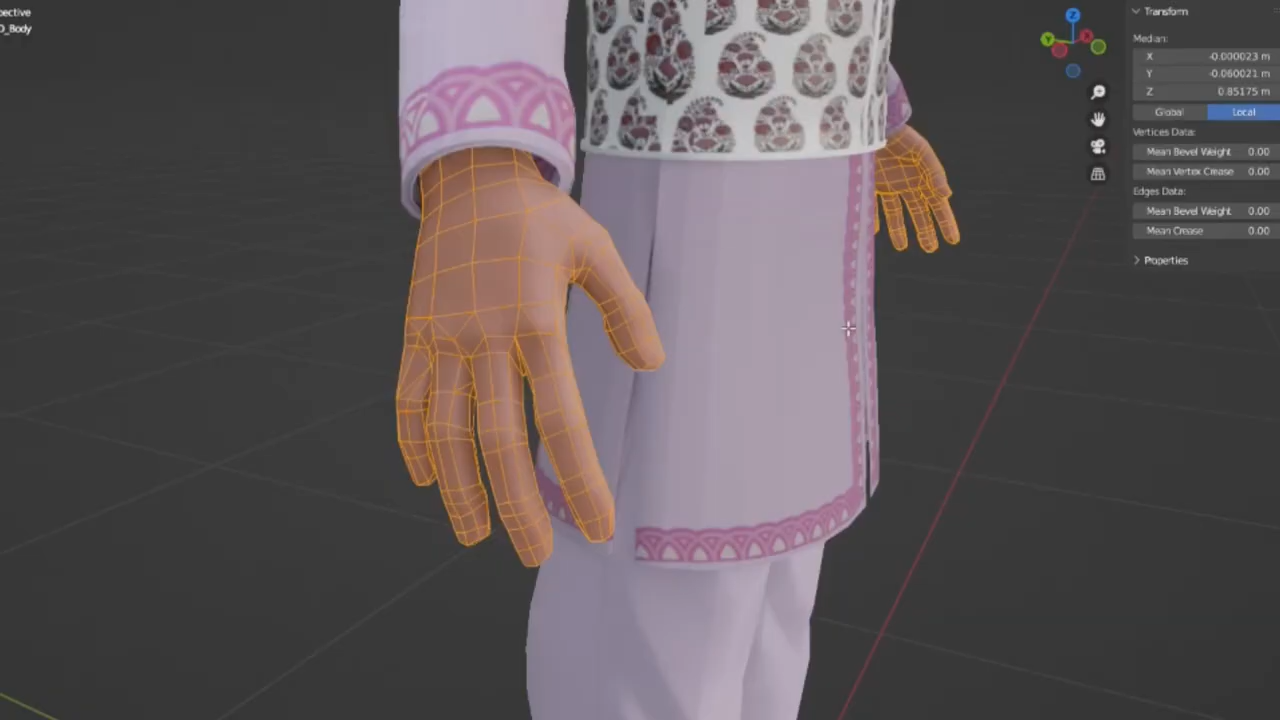 pective
D_Body
Z
Y
X
Transform
Median:
X -0.000023 m
Y -0.060021 m
Z 0.85175 m
Global Local
Vertices Data:
Mean Bevel Weight 0.00
Mean Vertex Crease 0.00
Edges Data:
Mean Bevel Weight 0.00
Mean Crease 0.00
Properties